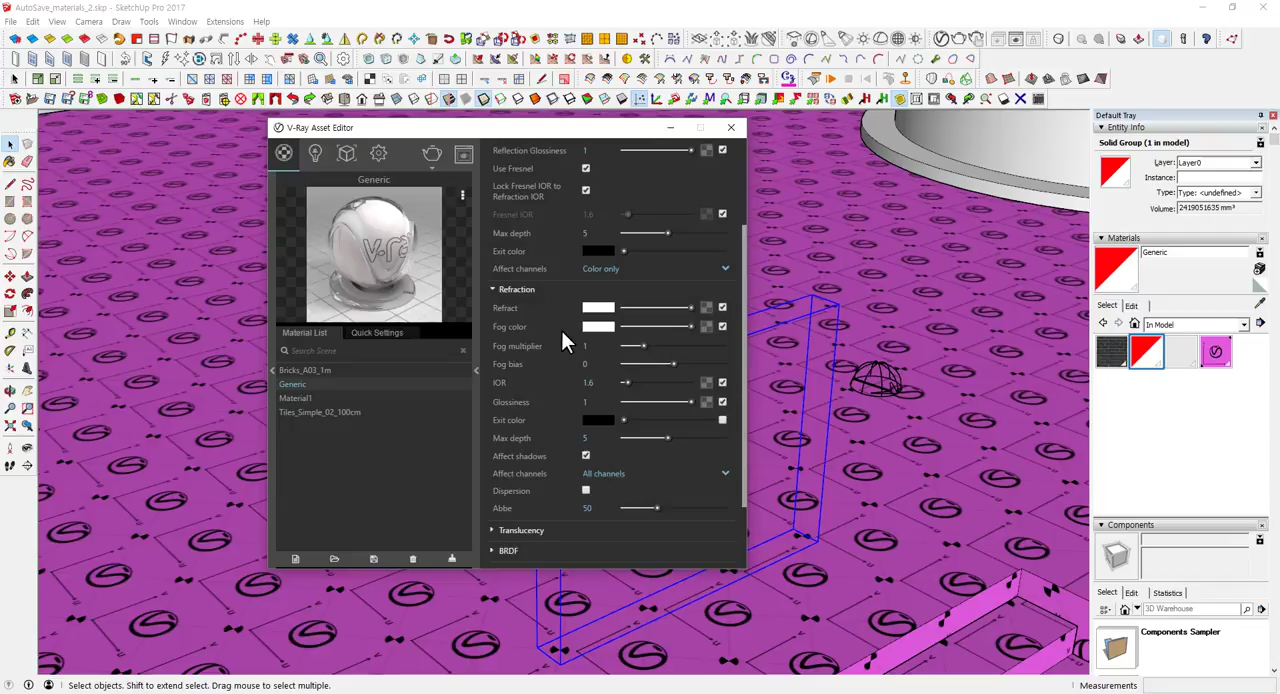 AutoSave_materials_2.skp - SketchUp Pro 2017
File Edit View Camera Draw Tools Window Extensions Help
V-Ray Asset Editor
Generic
Material List
Quick Settings
Search Scene
Bricks_A03_1m
Generic
Material1
Tiles_Simple_02_100cm
Reflection Glossiness 1
Use Fresnel
Lock Fresnel IOR to
Refraction IOR
Fresnel IOR 1.6
Max depth 5
Exit color
Affect channels Color only
Refraction
Refract
Fog color
Fog multiplier 1
Fog bias 0
IOR 1.6
Glossiness 1
Exit color
Max depth 5
Affect shadows
Affect channels All channels
Dispersion
Abbe 50
Translucency
BRDF
Default Tray
Entity Info
Solid Group (1 in model)
Layer: Layer0
Instance:
Type: Type: <undefined>
Volume: 2419051635 mm³
Materials
Generic
Select Edit
In Model
Components
Select Edit Statistics
3D Warehouse
Components Sampler
Select objects. Shift to extend select. Drag mouse to select multiple.
Measurements